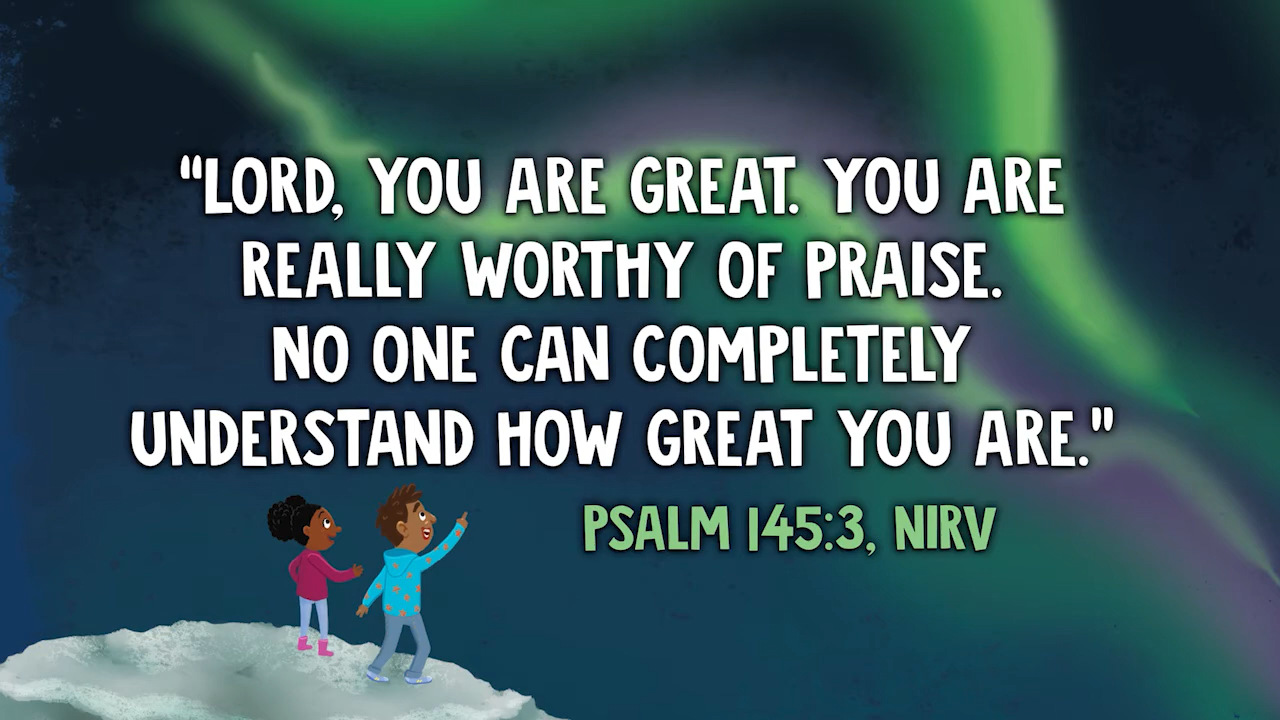 “LORD, YOU ARE GREAT. YOU ARE
REALLY WORTHY OF PRAISE.
NO ONE CAN COMPLETELY
UNDERSTAND HOW GREAT YOU ARE."
PSALM 145:3, NIRV